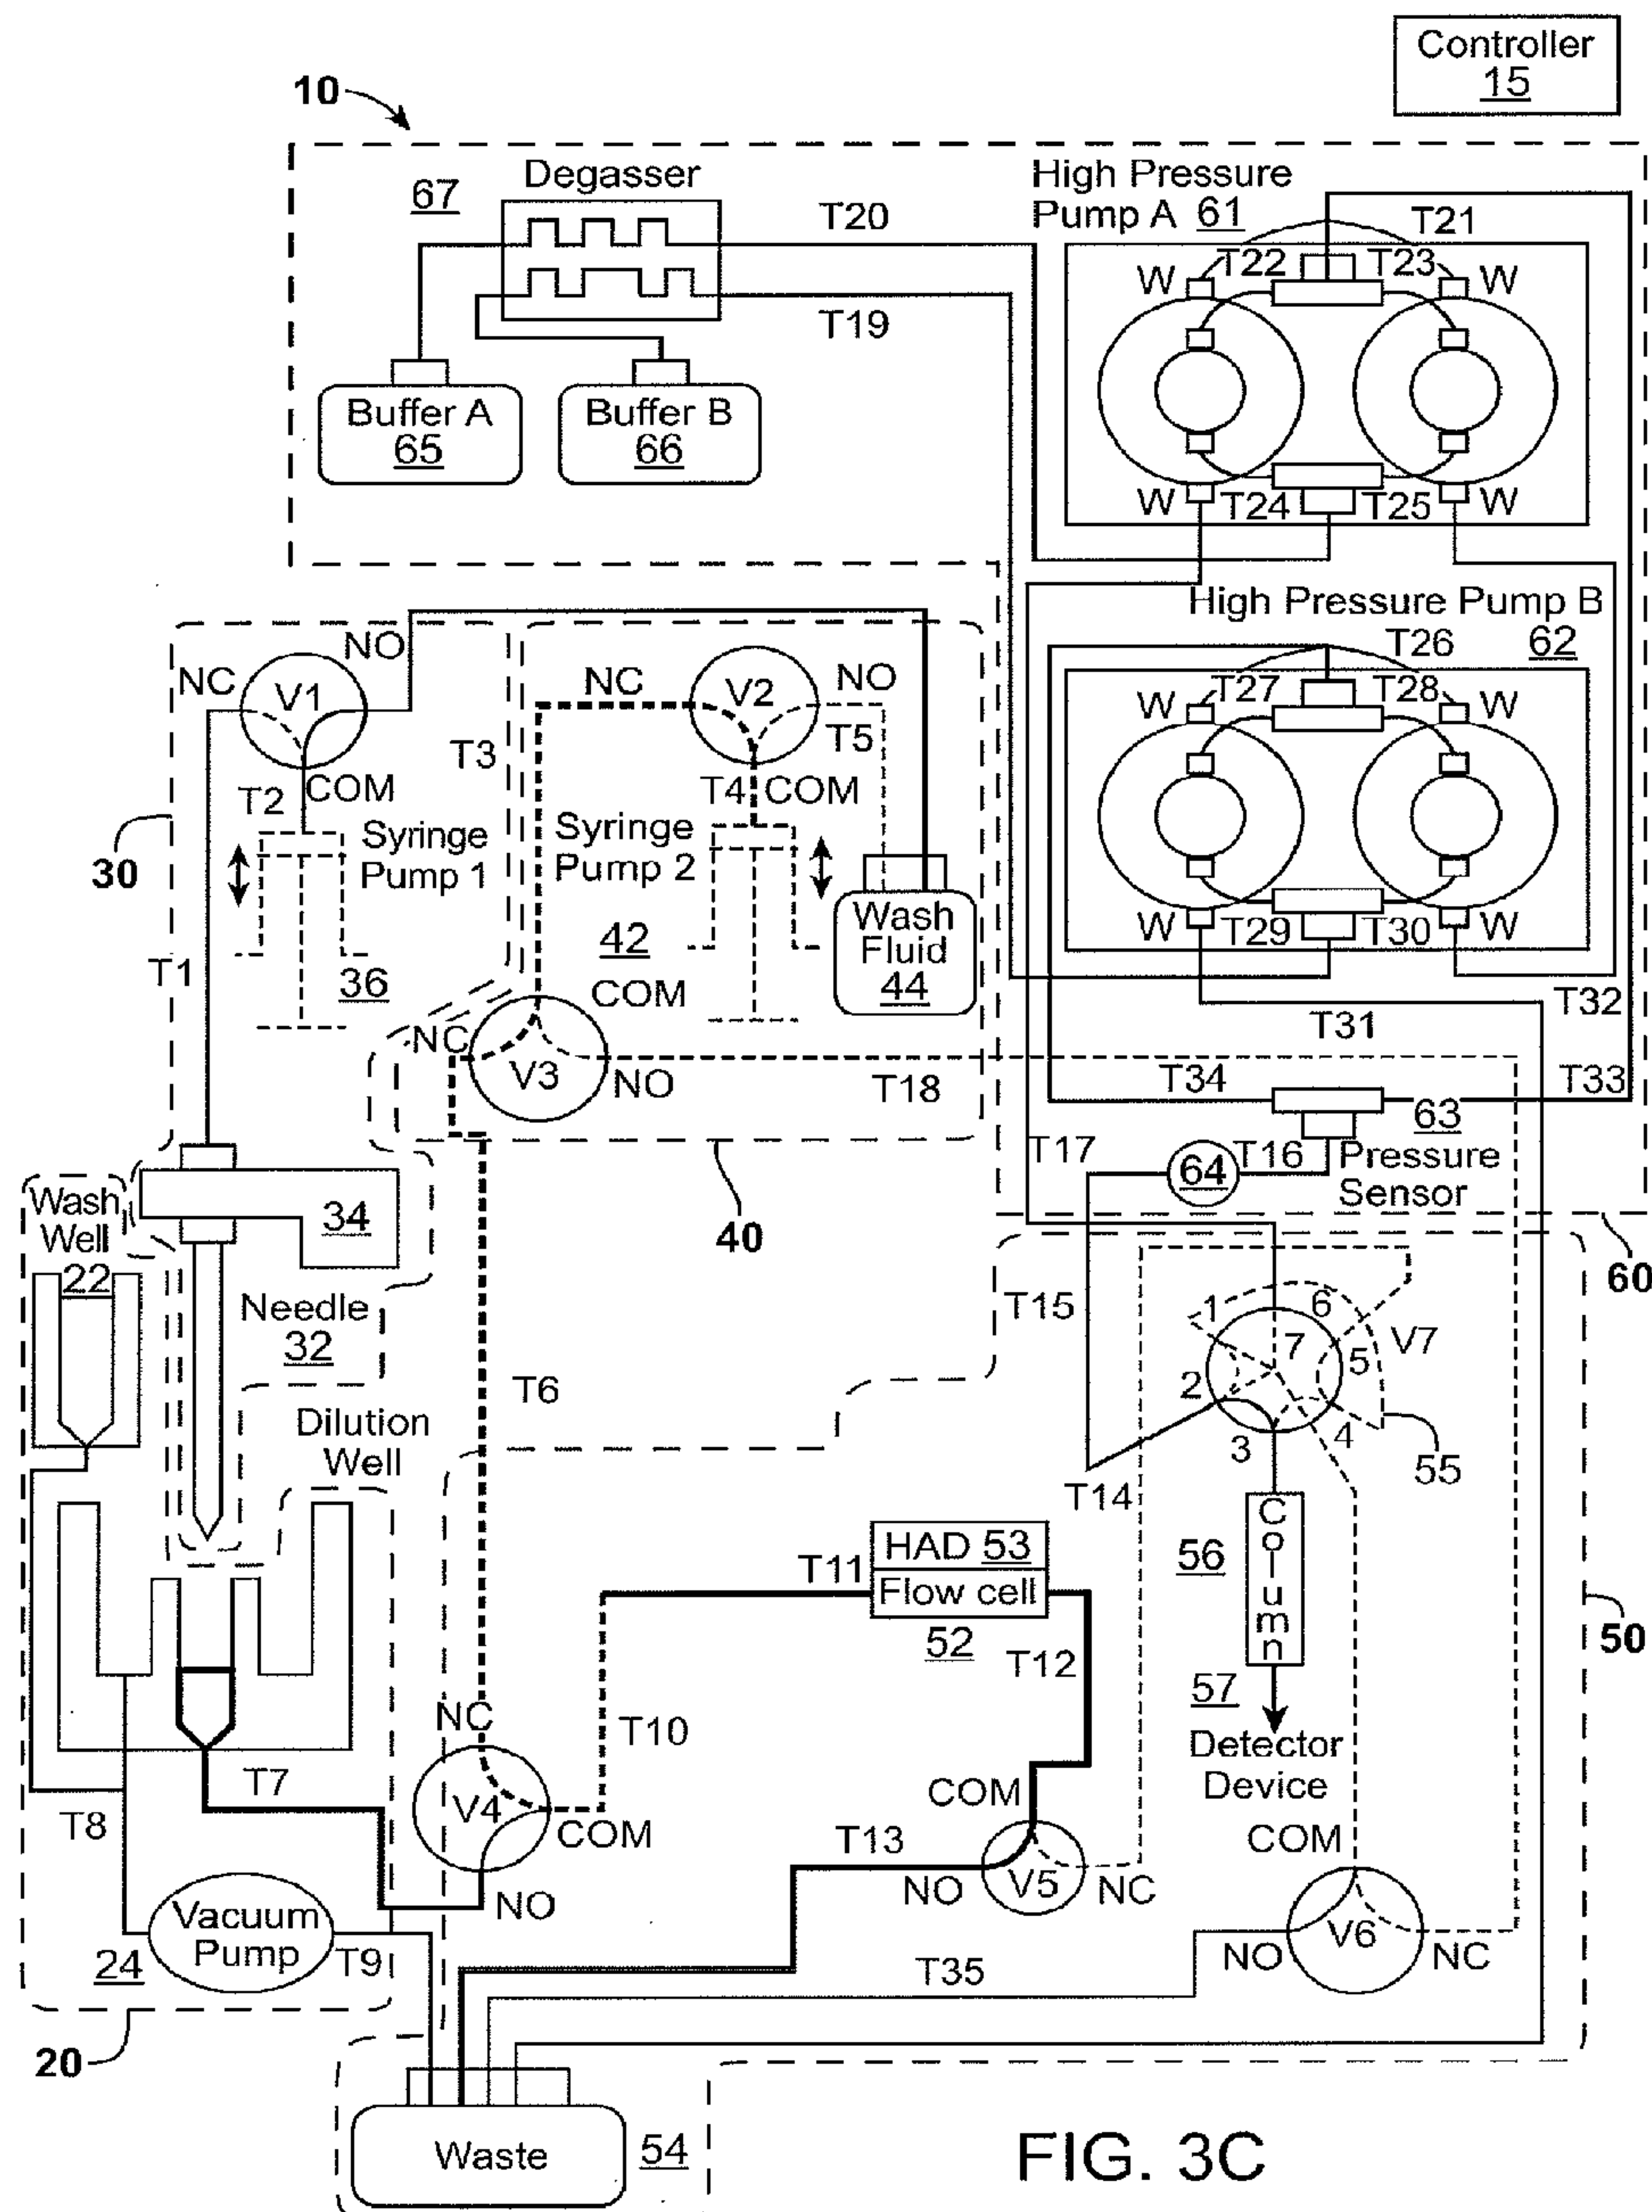 Controller
15
10
Degasser
67
T20
T19
High Pressure
Pump A 61
T21
T22
T23
W
W
Buffer A
65
Buffer B
66
W
T24
T25
W
High Pressure Pump B
62
T26
T27
T28
W
W
W
T29
T30
W
T32
T31
NC
V1
NO
T3
NC
V2
NO
T5
T2
COM
T4
COM
Syringe
Pump 1
Syringe
Pump 2
30
T1
36
42
COM
Wash
Fluid
44
NC
V3
NO
T18
T34
T33
63
T17
64
T16
Pressure
Sensor
40
60
Wash
Well
22
34
Needle
32
T6
T15
1
6
7
5
V7
2
3
4
55
T14
Dilution
Well
HAD 53
Flow cell
52
T11
T12
56
Column
50
57
Detector
Device
NC
T10
T7
V4
COM
NO
COM
T13
NO
V5
NC
COM
T8
Vacuum
Pump
24
T9
T35
NO
V6
NC
20
Waste
54
FIG. 3C